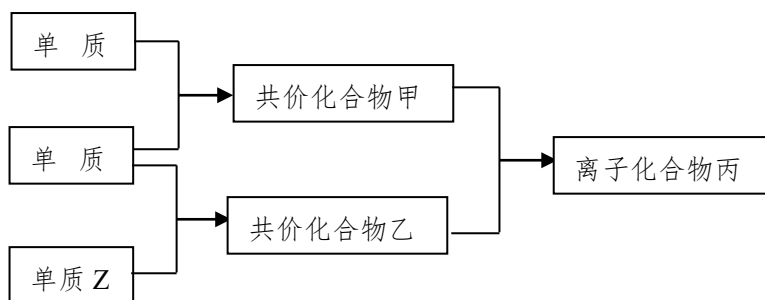 单 质
共价化合物甲
单 质
离子化合物丙
共价化合物乙
单质 Z